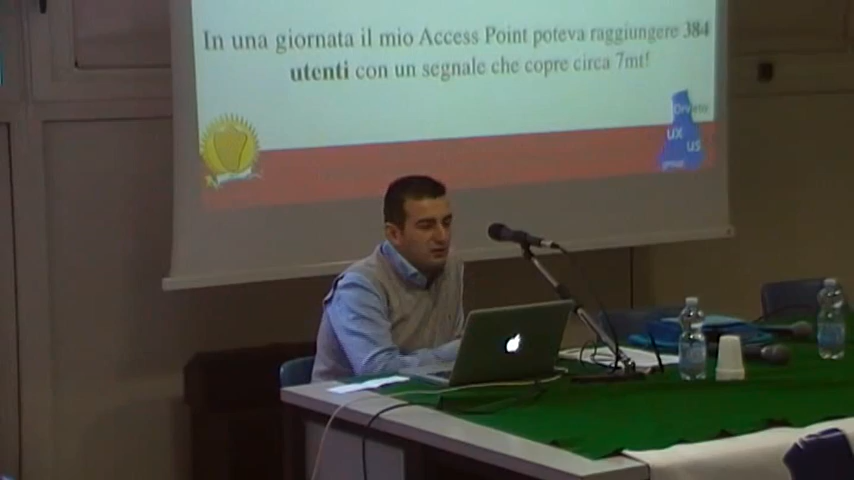 In una giornata il mio Access Point poteva raggiungere 384
utenti con un segnale che copre circa 7mt!
ux
us